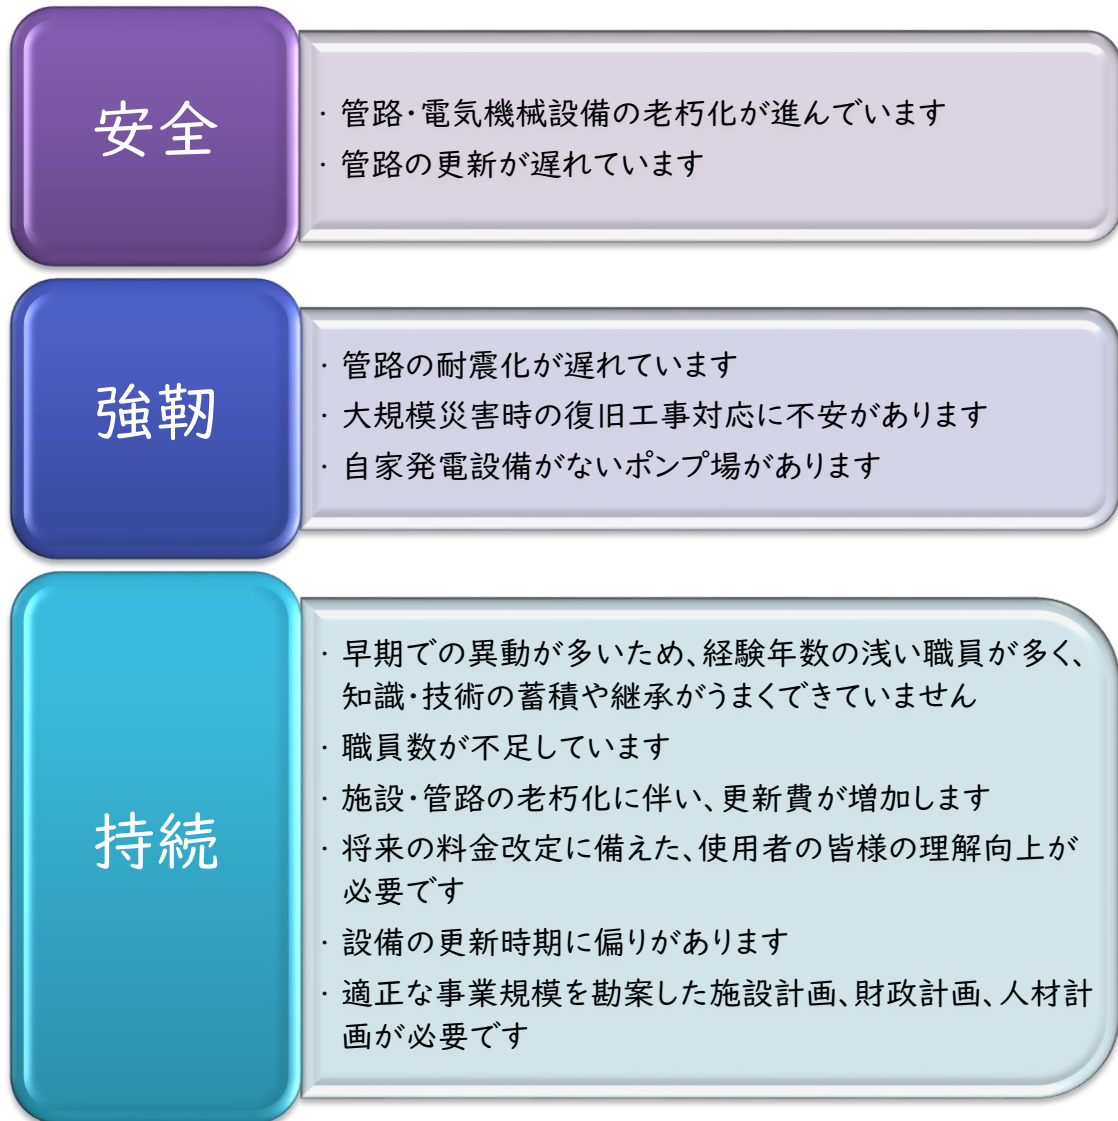 安全
・管路・電気機械設備の老朽化が進んでいます
・管路の更新が遅れています
強靭
・管路の耐震化が遅れています
・大規模災害時の復旧工事対応に不安があります
・自家発電設備がないポンプ場があります
持続
・早期での異動が多いため、経験年数の浅い職員が多く、
知識・技術の蓄積や継承がうまくできていません
・職員数が不足しています
・施設・管路の老朽化に伴い、更新費が増加します
・将来の料金改定に備えた、使用者の皆様の理解向上が
必要です
・設備の更新時期に偏りがあります
・適正な事業規模を勘案した施設計画、財政計画、人材計
画が必要です